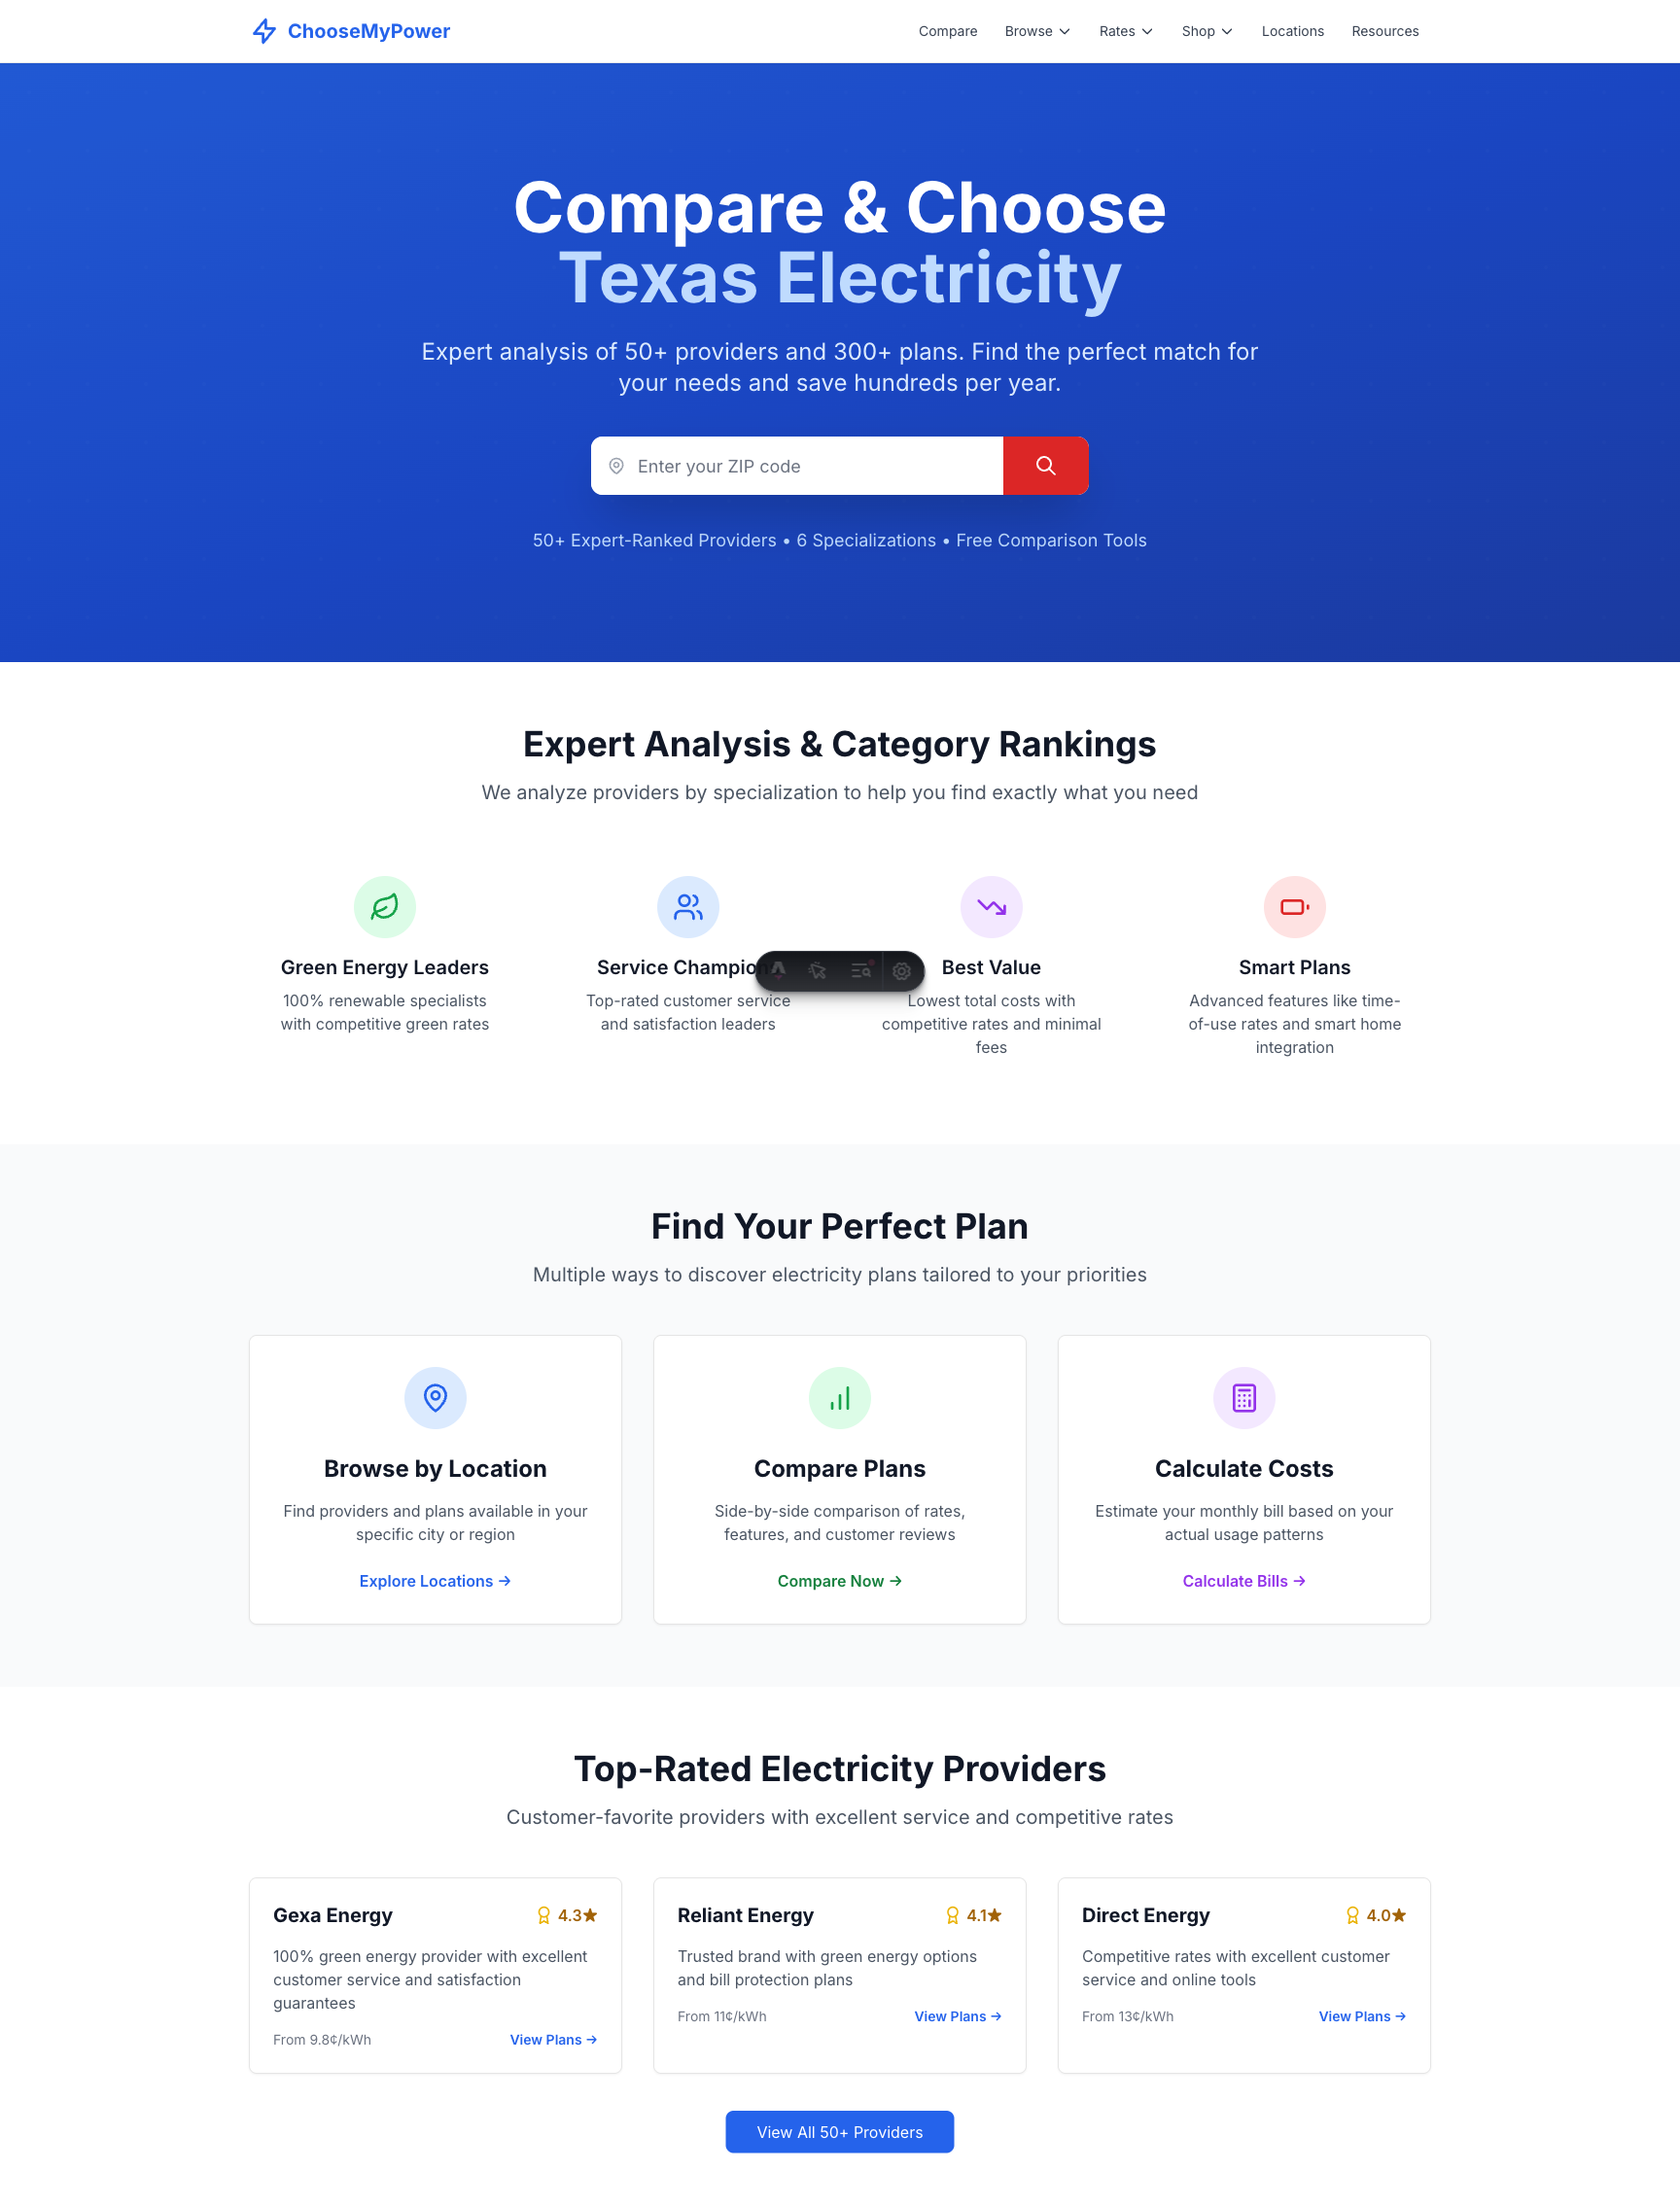 ChooseMyPower
Compare
Browse
Rates
Shop
Locations
Resources
Compare & Choose
Texas Electricity
Expert analysis of 50+ providers and 300+ plans. Find the perfect match for
your needs and save hundreds per year.
Enter your ZIP code
50+ Expert-Ranked Providers • 6 Specializations • Free Comparison Tools
Expert Analysis & Category Rankings
We analyze providers by specialization to help you find exactly what you need
Green Energy Leaders
100% renewable specialists
with competitive green rates
Service Champion
Top-rated customer service
and satisfaction leaders
Best Value
Lowest total costs with
competitive rates and minimal
fees
Smart Plans
Advanced features like time-
of-use rates and smart home
integration
Find Your Perfect Plan
Multiple ways to discover electricity plans tailored to your priorities
Browse by Location
Find providers and plans available in your
specific city or region
Explore Locations →
Compare Plans
Side-by-side comparison of rates,
features, and customer reviews
Compare Now →
Calculate Costs
Estimate your monthly bill based on your
actual usage patterns
Calculate Bills →
Top-Rated Electricity Providers
Customer-favorite providers with excellent service and competitive rates
Gexa Energy
4.3★
100% green energy provider with excellent
customer service and satisfaction
guarantees
From 9.8¢/kWh
View Plans →
Reliant Energy
4.1★
Trusted brand with green energy options
and bill protection plans
From 11¢/kWh
View Plans →
Direct Energy
4.0★
Competitive rates with excellent customer
service and online tools
From 13¢/kWh
View Plans →
View All 50+ Providers